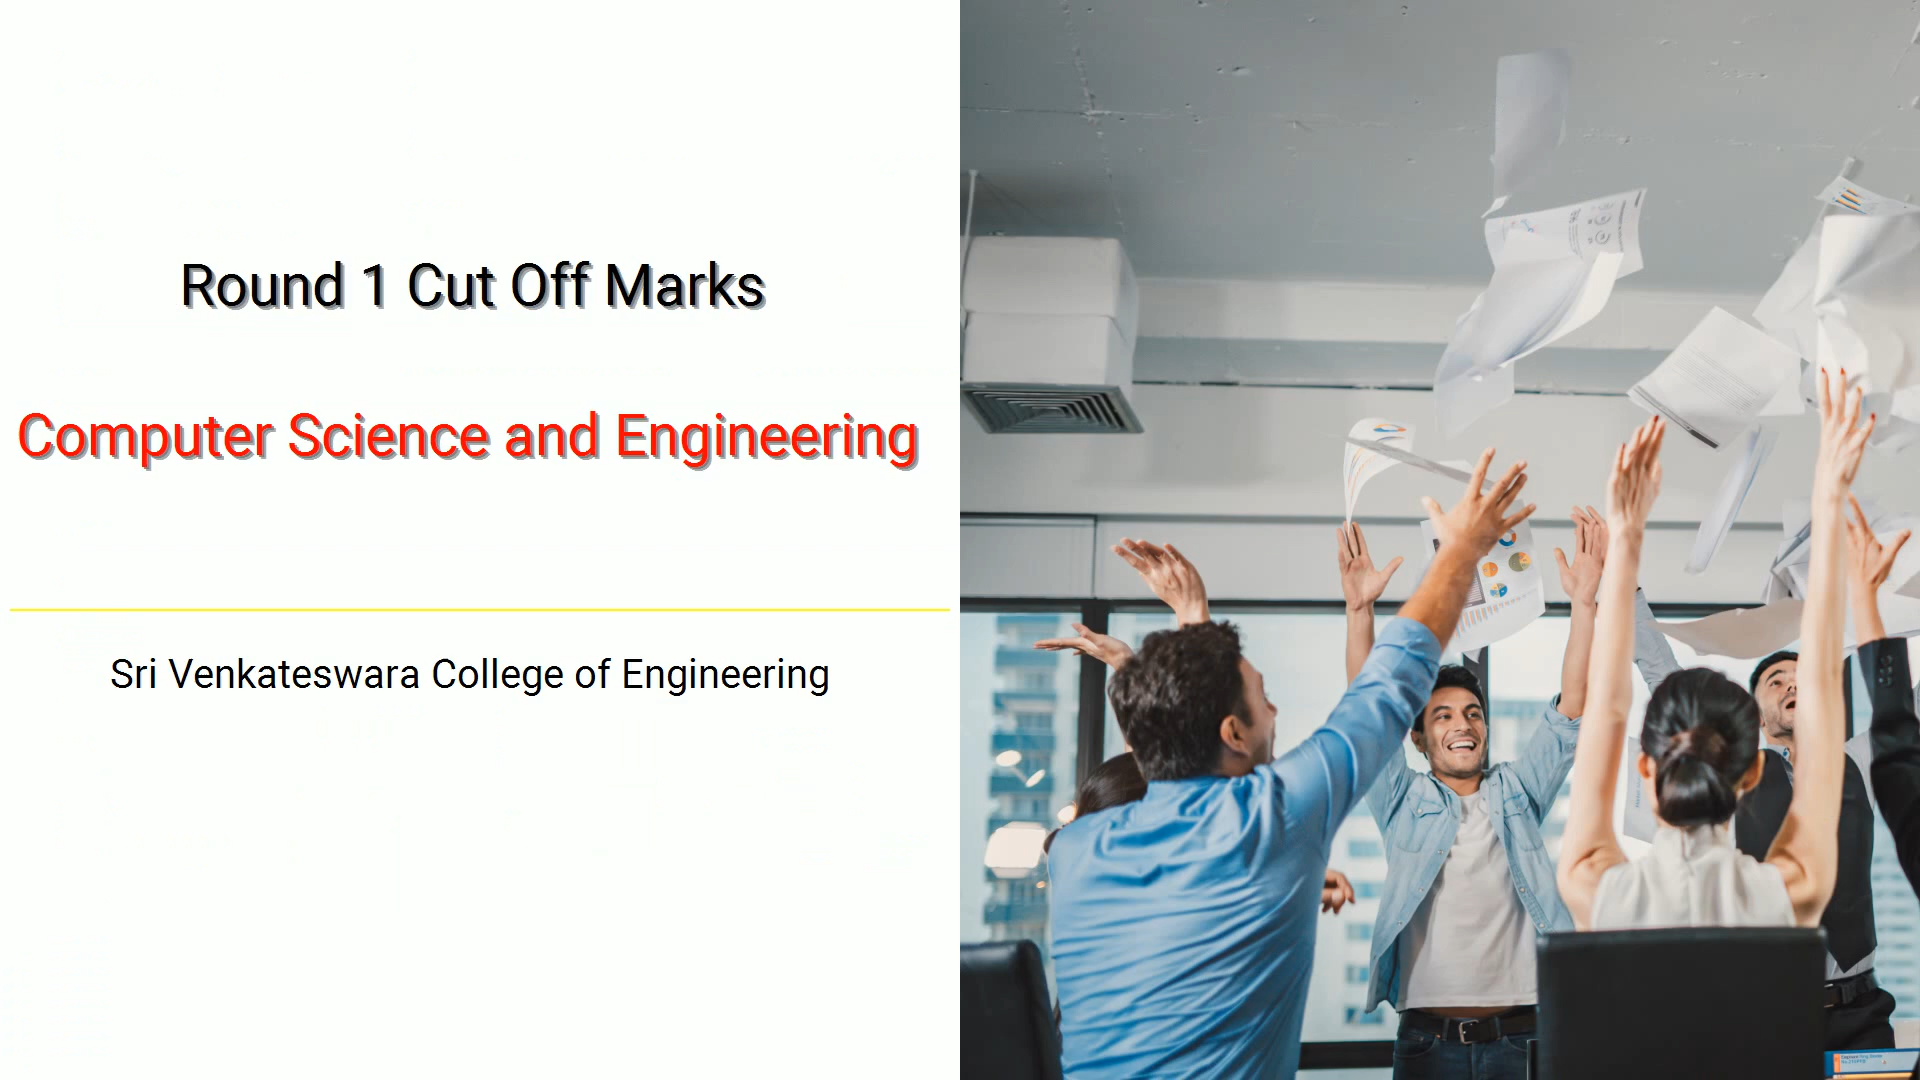 Round 1 Cut Off Marks
Computer Science and Engineering
Sri Venkateswara College of Engineering